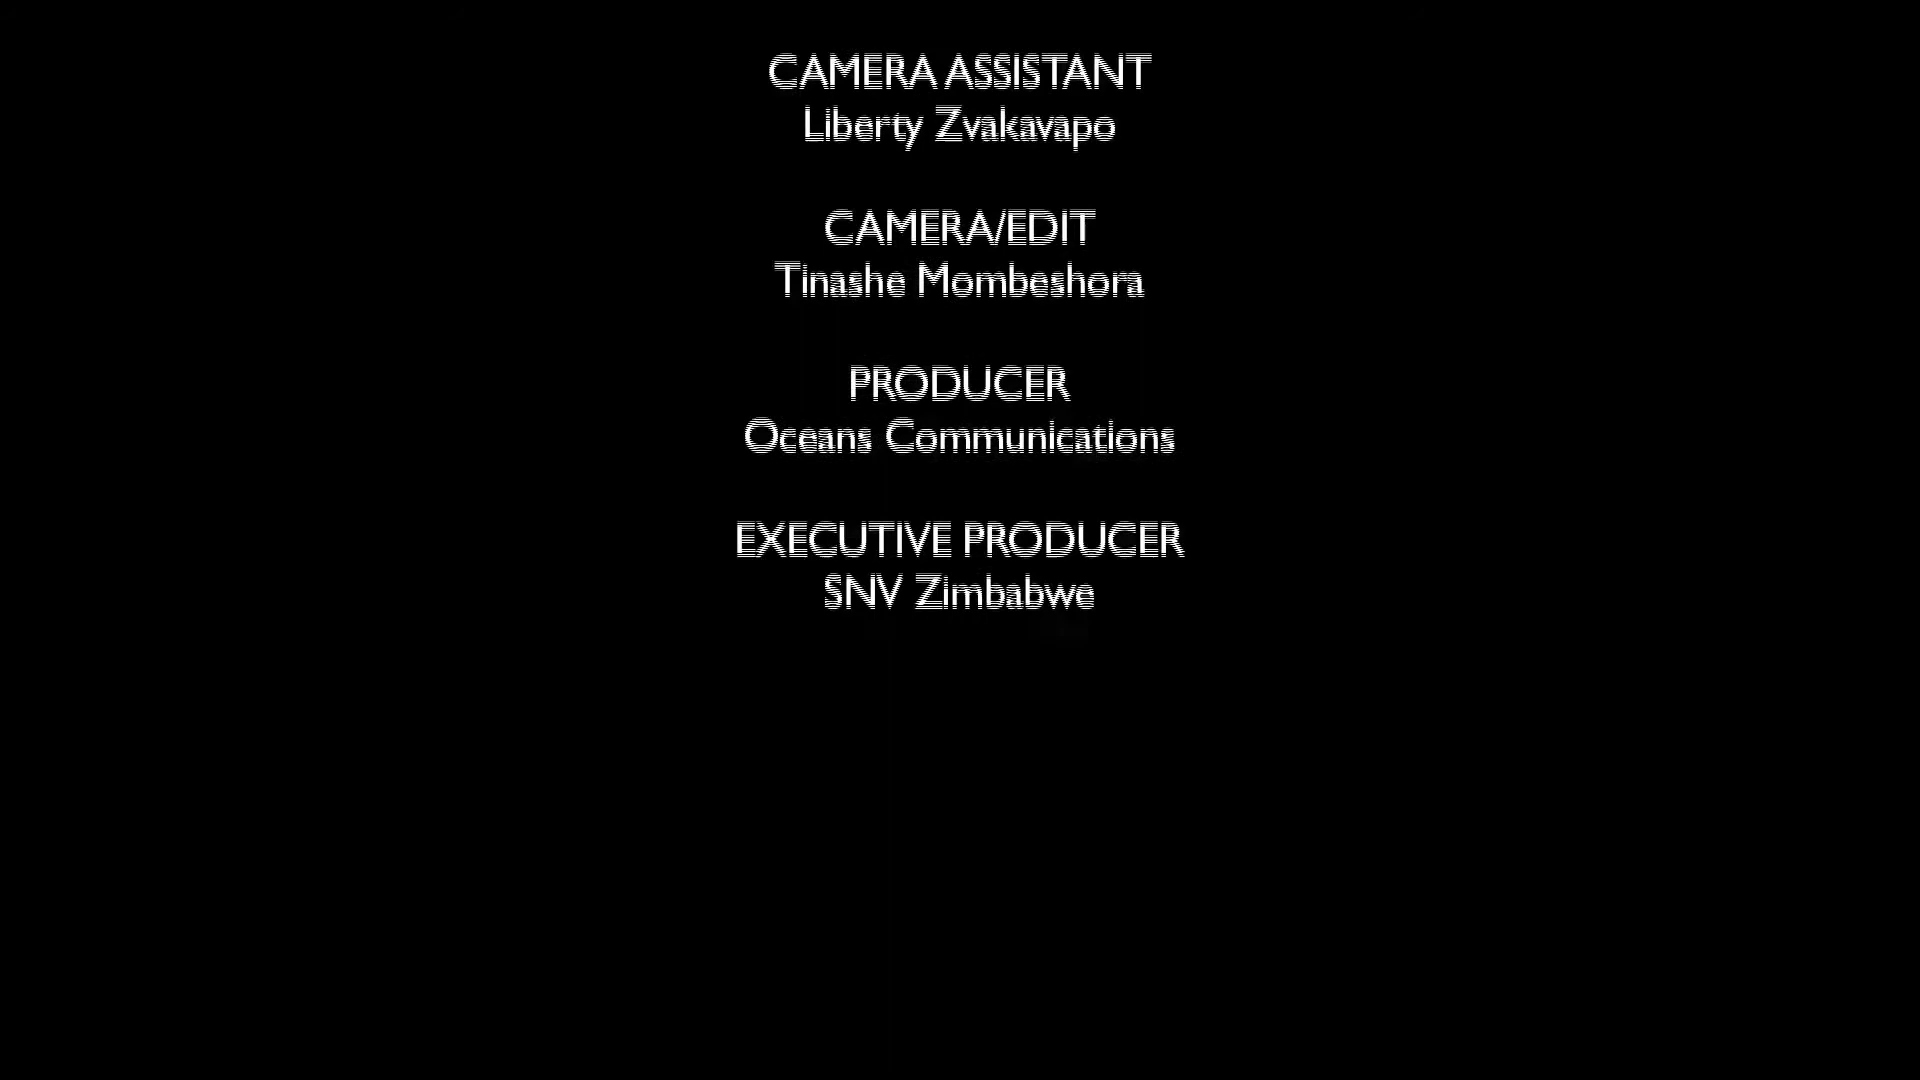 CAMERA ASSISTANT
Liberty Zvakavapo
CAMERA/EDIT
Tinashe Mombeshora
PRODUCER
Oceans Communications
EXECUTIVE PRODUCER
SNV Zimbabwe